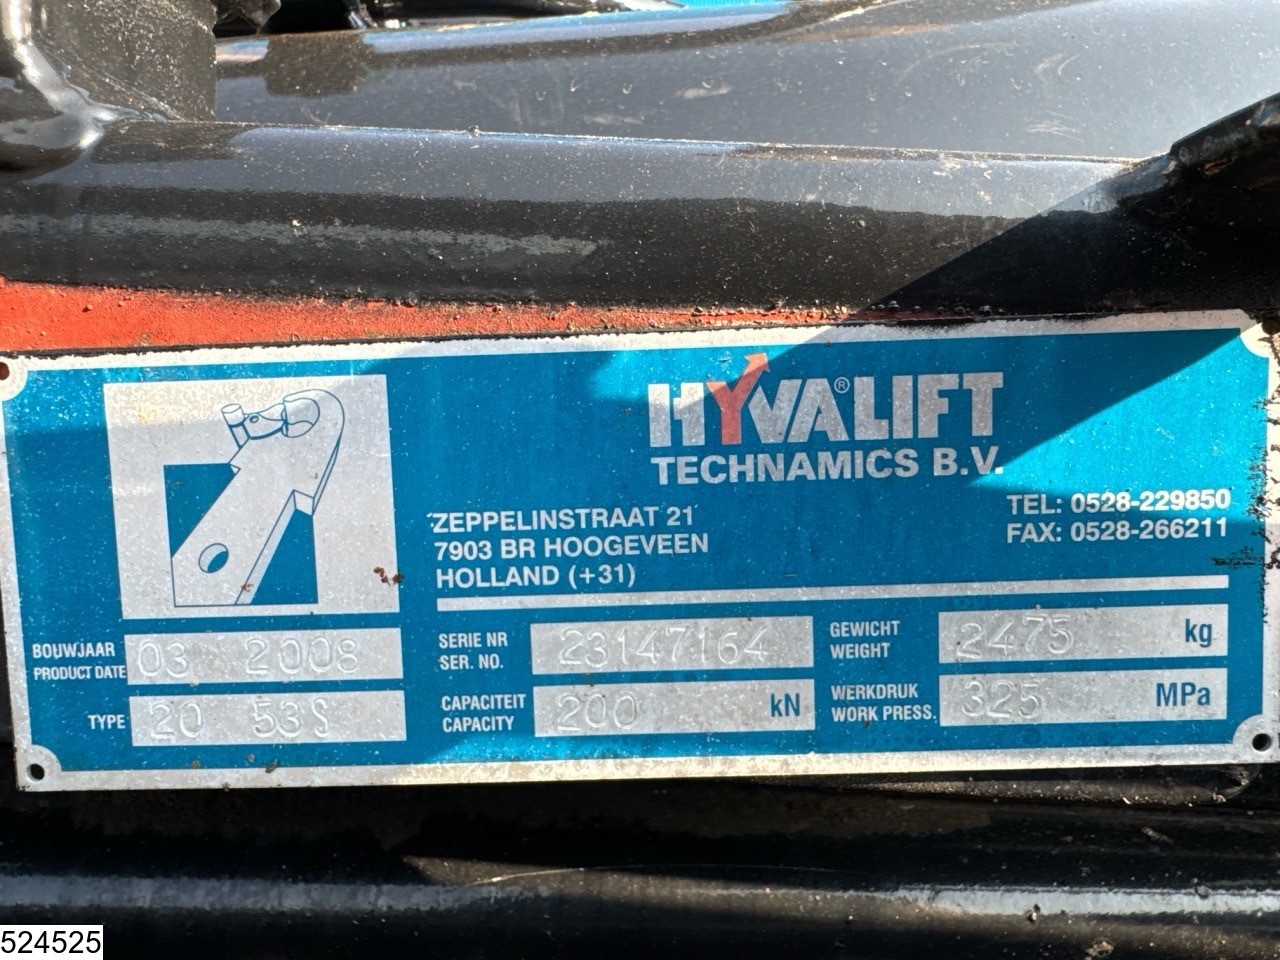 HYVA® LIFT
TECHNAMICS B.V.
ZEPPELINSTRAAT 21
7903 BR HOOGEVEEN
HOLLAND (+31)
TEL: 0528-229850
FAX: 0528-266211
BOUWJAAR
PRODUCT DATE 03 2008
TYPE 20 53S
SERIE NR
SER. NO. 23147164
CAPACITEIT
CAPACITY 200 kN
GEWICHT
WEIGHT 2475 kg
WERKDRUK
WORK PRESS. 325 MPa
524525